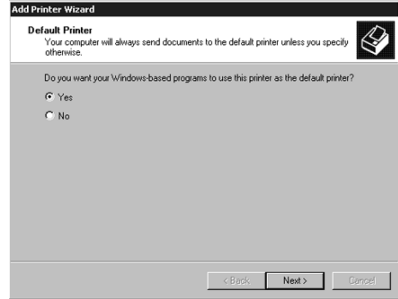 Add Printer Wizard
Default Printer
Your computer will always send documents to the default printer unless you specify
otherwise.
Do you want your Windows-based programs to use this printer as the default printer?
Yes
No
< Back
Next >
Cancel